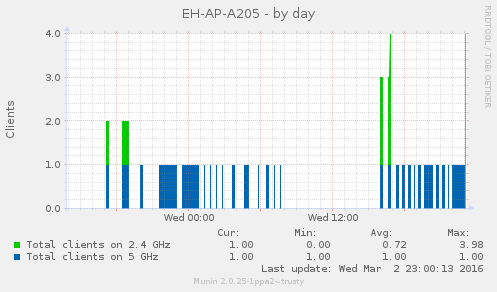 EH-AP-A205 - by day
RRDTOOL / TOBI OETIKER
Clients
4.0
3.0
2.0
1.0
0.0
Wed 00:00 Wed 12:00
Cur: Min: Avg: Max:
Total clients on 2.4 GHz 1.00 0.00 0.72 3.98
Total clients on 5 GHz 1.00 1.00 1.00 1.00
Last update: Wed Mar 2 23:00:13 2016
Munin 2.0.25-1ppa2~trusty